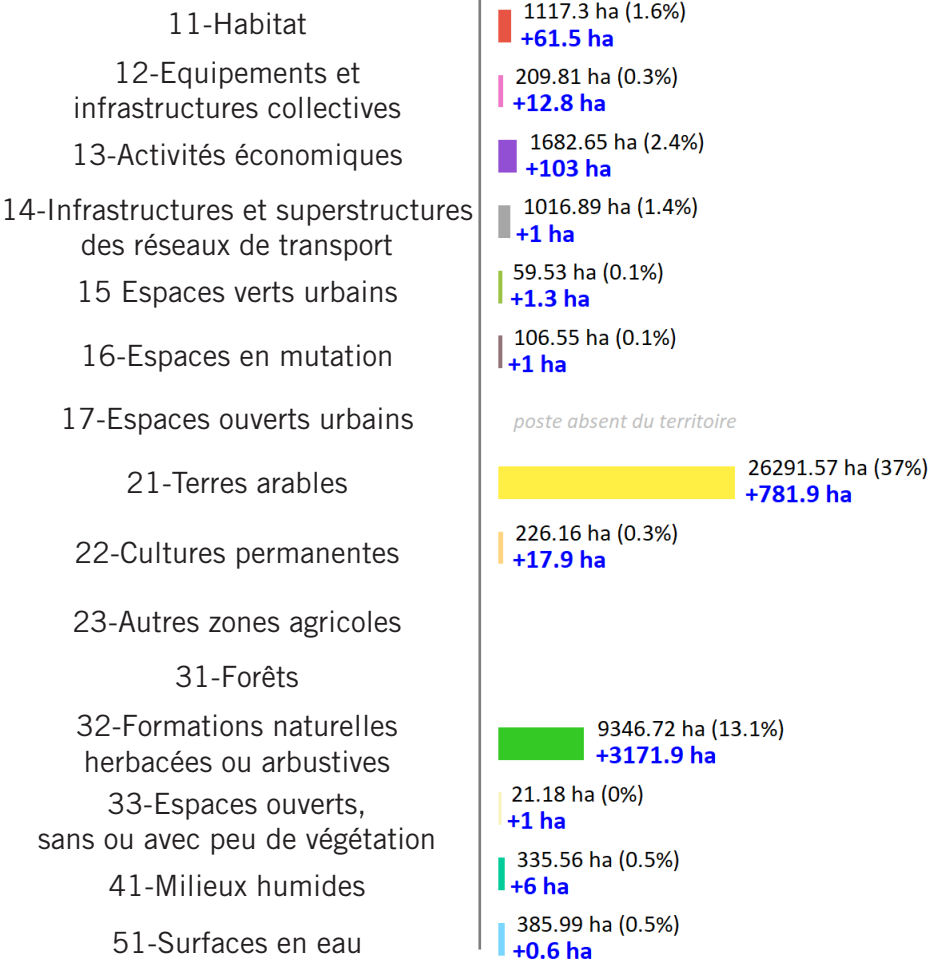 11-Habitat
1117.3 ha (1.6%)
+61.5 ha
12-Equipements et
infrastructures collectives
209.81 ha (0.3%)
+12.8 ha
13-Activités économiques
1682.65 ha (2.4%)
+103 ha
14-Infrastructures et superstructures
des réseaux de transport
1016.89 ha (1.4%)
+1 ha
15 Espaces verts urbains
59.53 ha (0.1%)
+1.3 ha
16-Espaces en mutation
106.55 ha (0.1%)
+1 ha
17-Espaces ouverts urbains
poste absent du territoire
21-Terres arables
26291.57 ha (37%)
+781.9 ha
22-Cultures permanentes
226.16 ha (0.3%)
+17.9 ha
23-Autres zones agricoles
31-Forêts
32-Formations naturelles
herbacées ou arbustives
9346.72 ha (13.1%)
+3171.9 ha
33-Espaces ouverts,
sans ou avec peu de végétation
21.18 ha (0%)
+1 ha
41-Milieux humides
335.56 ha (0.5%)
+6 ha
51-Surfaces en eau
385.99 ha (0.5%)
+0.6 ha